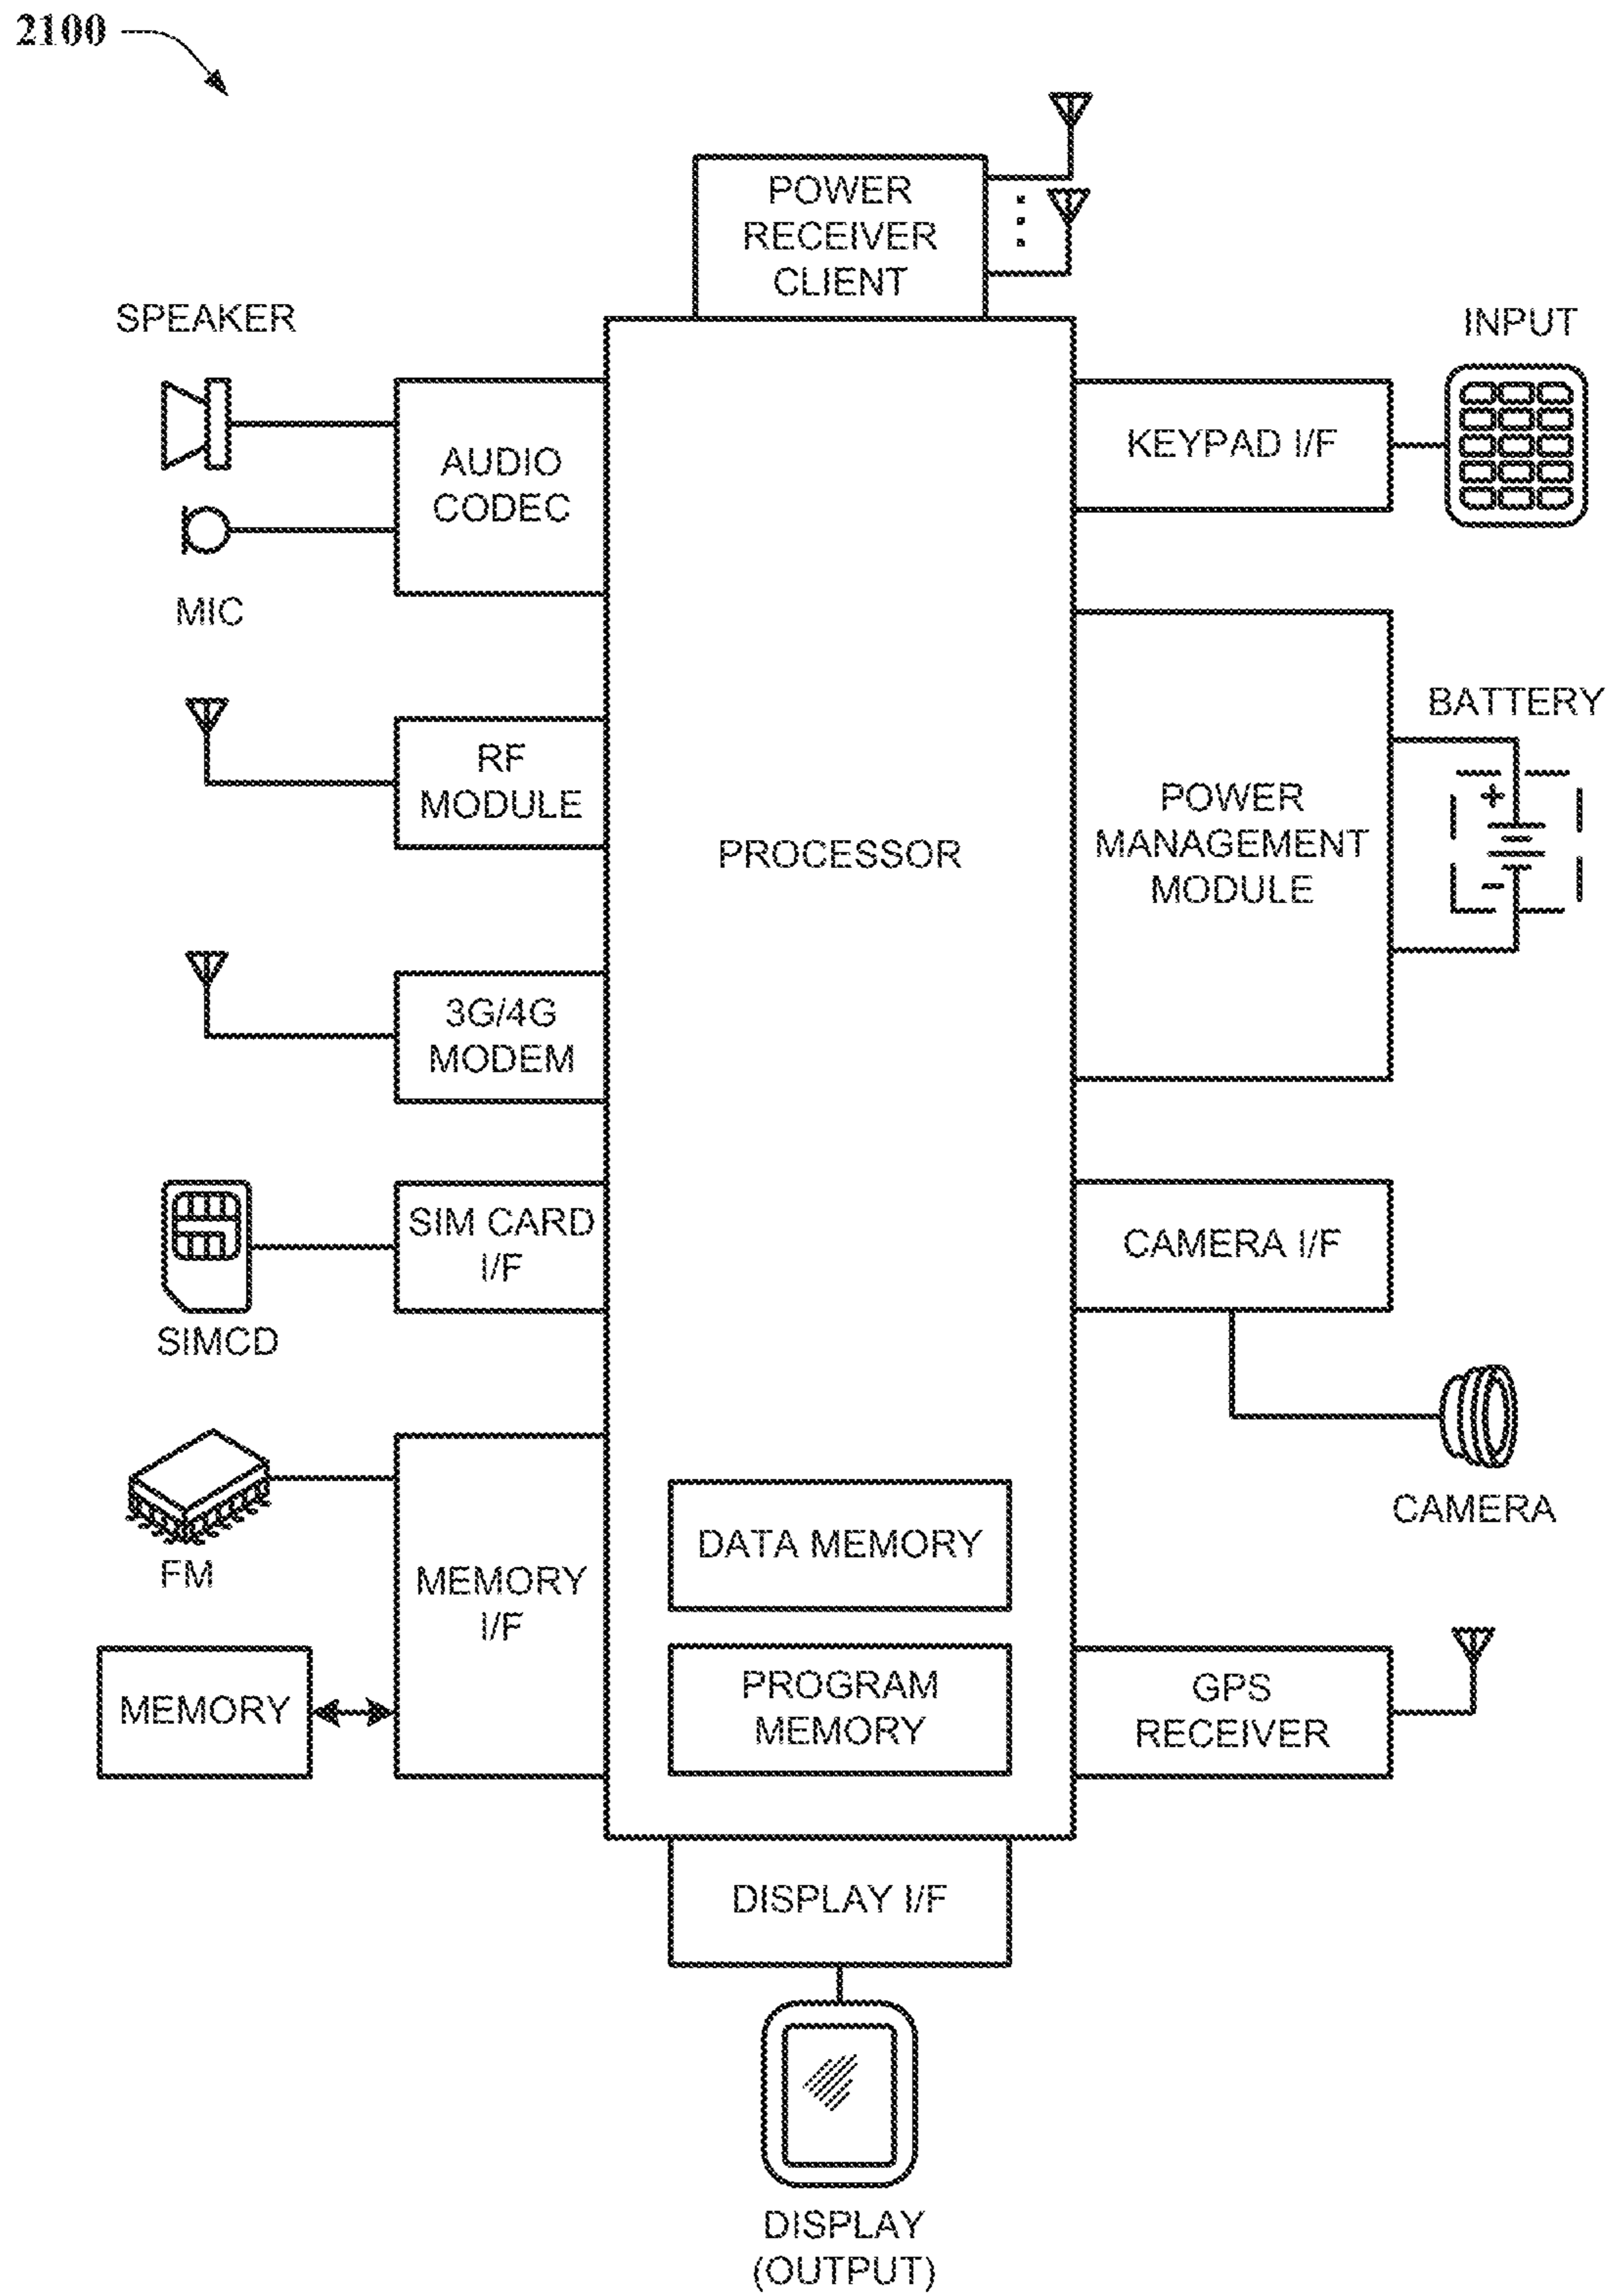 2100
POWER
RECEIVER
CLIENT
SPEAKER
INPUT
AUDIO
CODEC
KEYPAD I/F
MIC
BATTERY
RF
MODULE
+
POWER
MANAGEMENT
MODULE
-
PROCESSOR
3G/4G
MODEM
SIM CARD
I/F
CAMERA I/F
SIMCD
CAMERA
FM
DATA MEMORY
MEMORY
I/F
MEMORY
PROGRAM
MEMORY
GPS
RECEIVER
DISPLAY I/F
DISPLAY
(OUTPUT)